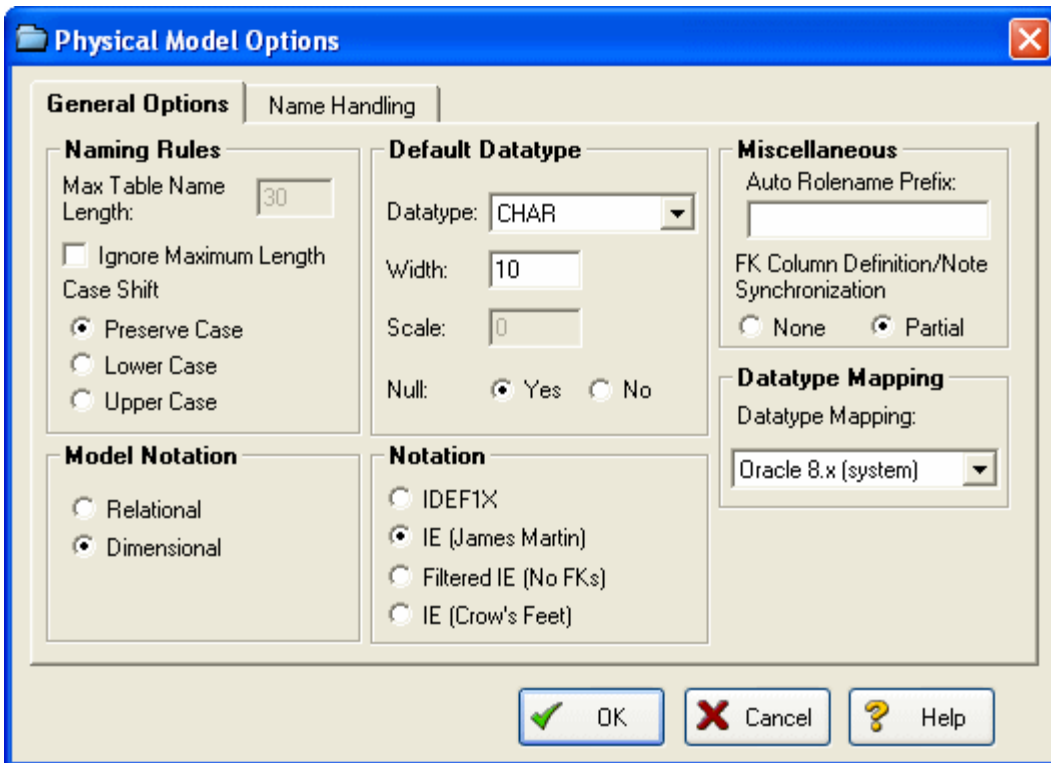 Physical Model Options
General Options
Name Handling
Naming Rules
Max Table Name
Length:
30
Ignore Maximum Length
Case Shift
Preserve Case
Lower Case
Upper Case
Default Datatype
Datatype: CHAR
Width: 10
Scale: 0
Null: Yes No
Miscellaneous
Auto Rolename Prefix:
FK Column Definition/Note
Synchronization
None Partial
Datatype Mapping
Datatype Mapping:
Oracle 8.x (system)
Model Notation
Relational
Dimensional
Notation
IDEF1X
IE (James Martin)
Filtered IE (No FKs)
IE (Crow's Feet)
OK
Cancel
Help